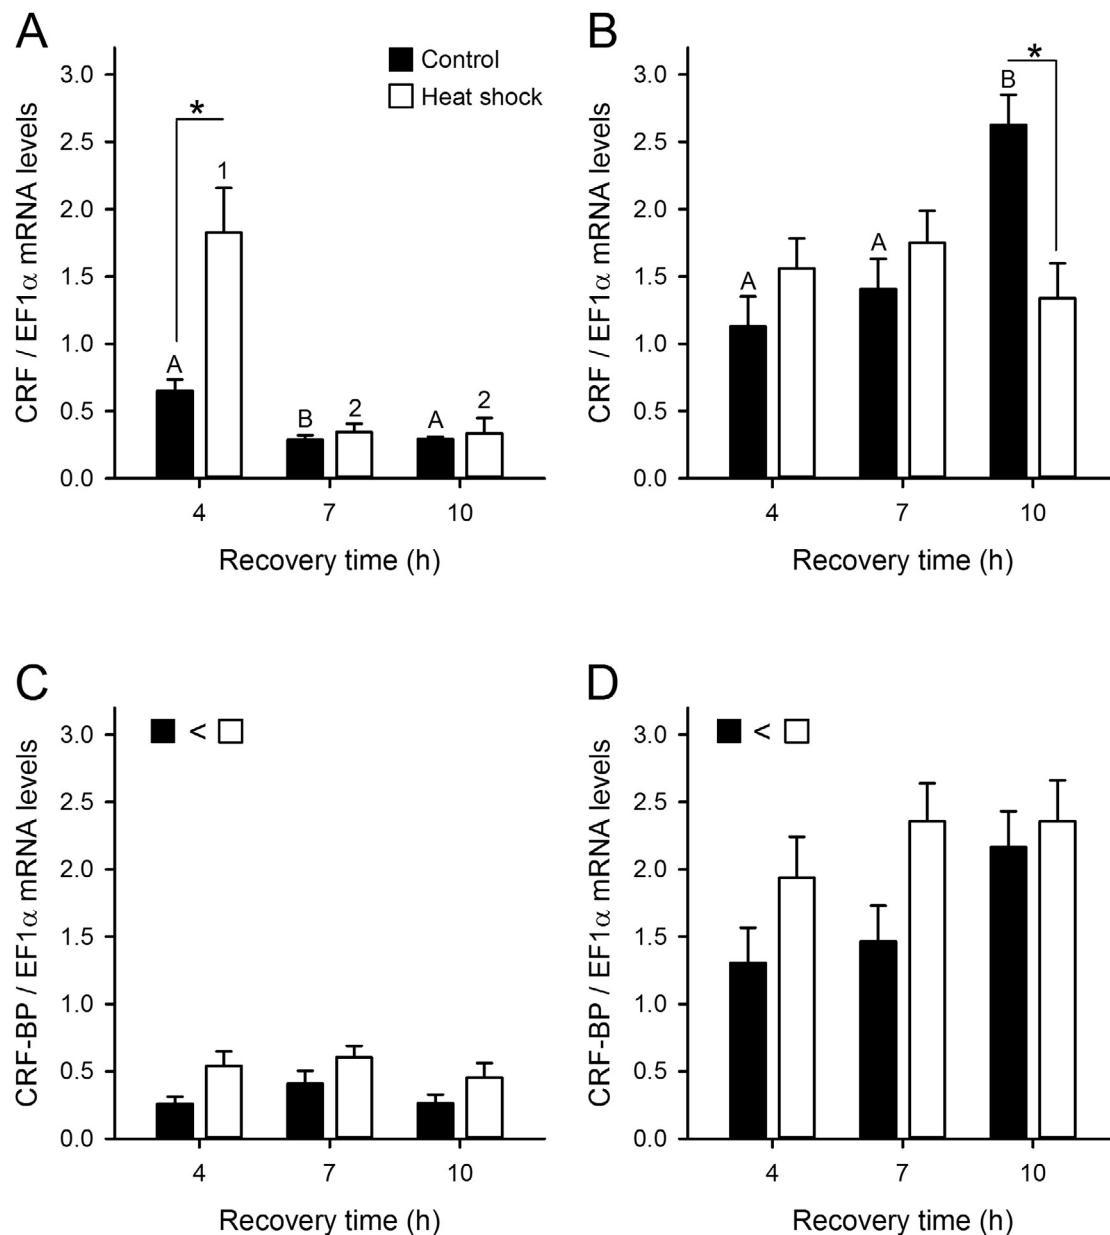 A
CRF / EF1α mRNA levels
3.0
2.5
2.0
1.5
1.0
0.5
0.0
Control
Heat shock
*
A
1
B
2
A
2
4
7
10
Recovery time (h)
B
CRF / EF1α mRNA levels
3.0
2.5
2.0
1.5
1.0
0.5
0.0
A
A
B
*
4
7
10
Recovery time (h)
C
CRF-BP / EF1α mRNA levels
3.0
2.5
2.0
1.5
1.0
0.5
0.0
<
4
7
10
Recovery time (h)
D
CRF-BP / EF1α mRNA levels
3.0
2.5
2.0
1.5
1.0
0.5
0.0
<
4
7
10
Recovery time (h)